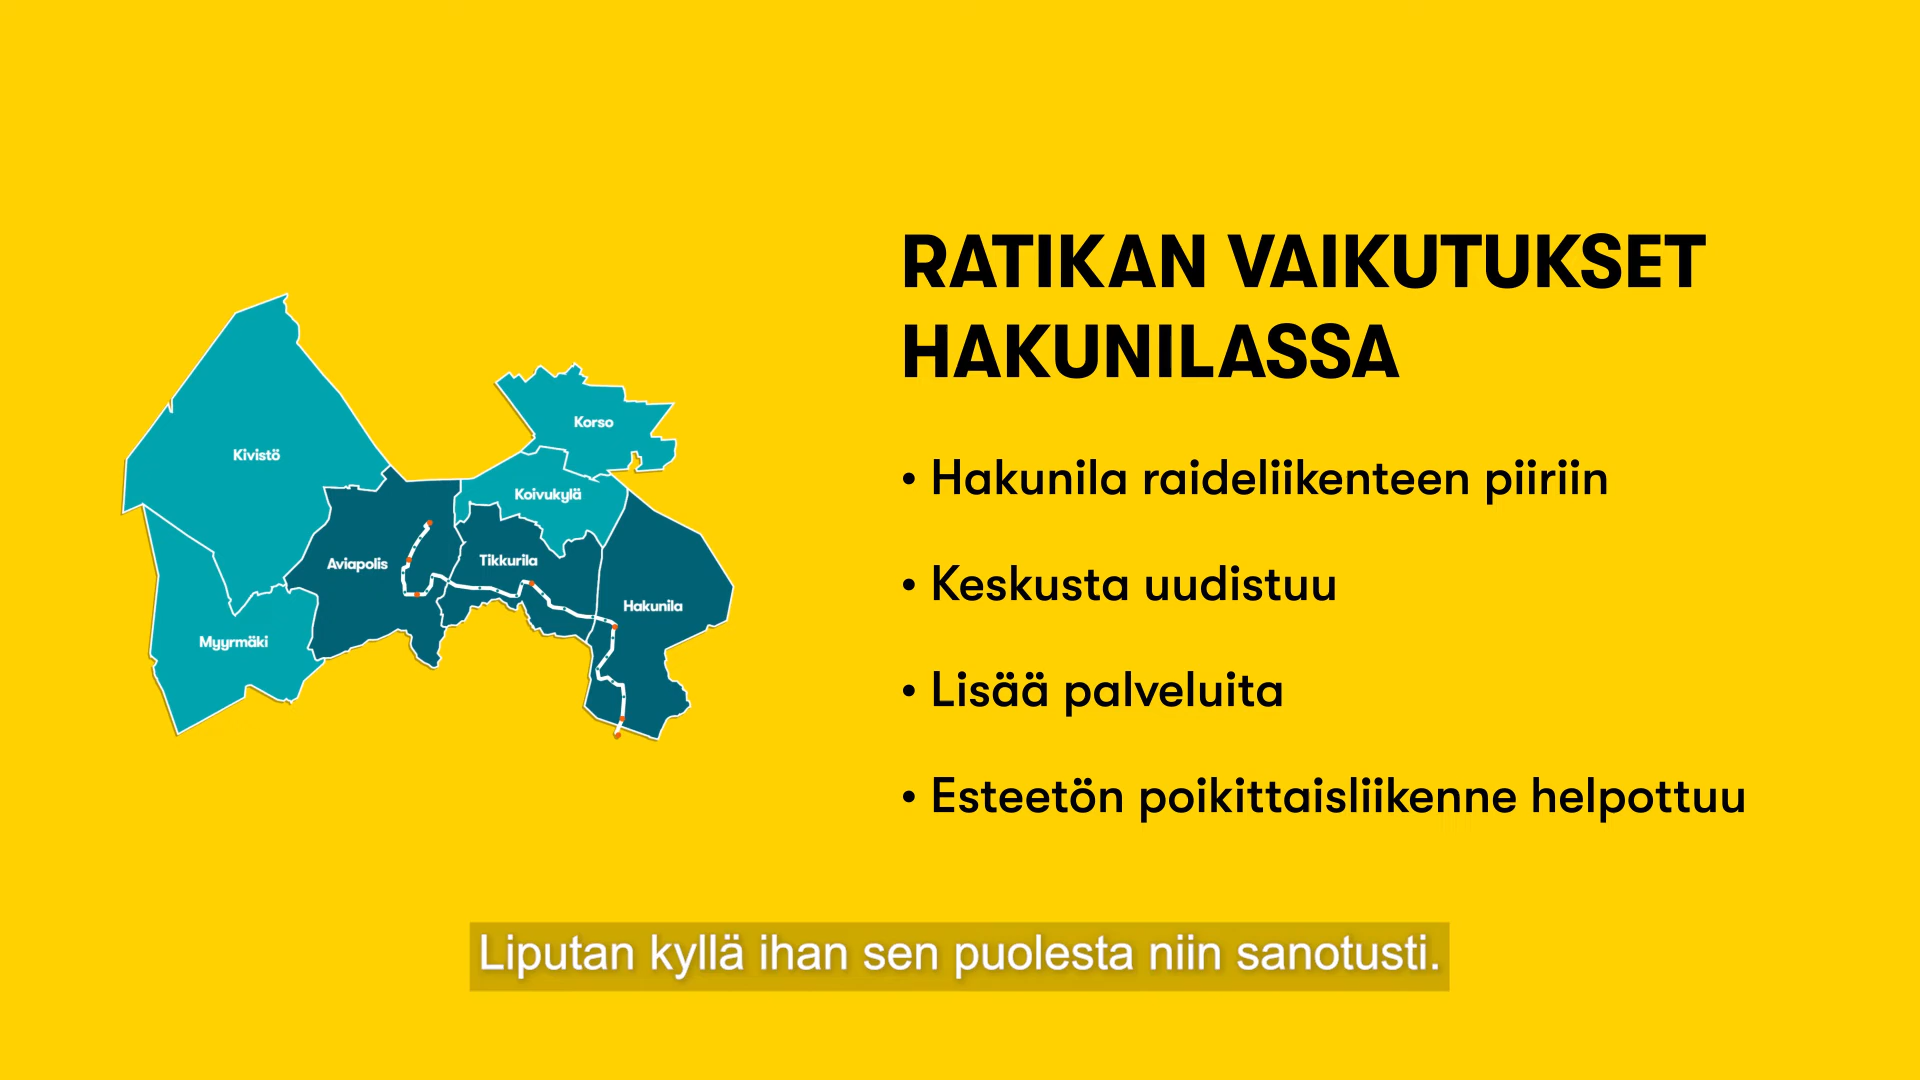 RATIKAN VAIKUTUKSET
HAKUNILASSA
• Hakunila raideliikenteen piiriin
• Keskusta uudistuu
• Lisää palveluita
• Esteetön poikittaisliikenne helpottuu
Kivistö
Korso
Koivukylä
Aviapolis
Tikkurila
Hakunila
Myyrmäki
Liputan kyllä ihan sen puolesta niin sanotusti.